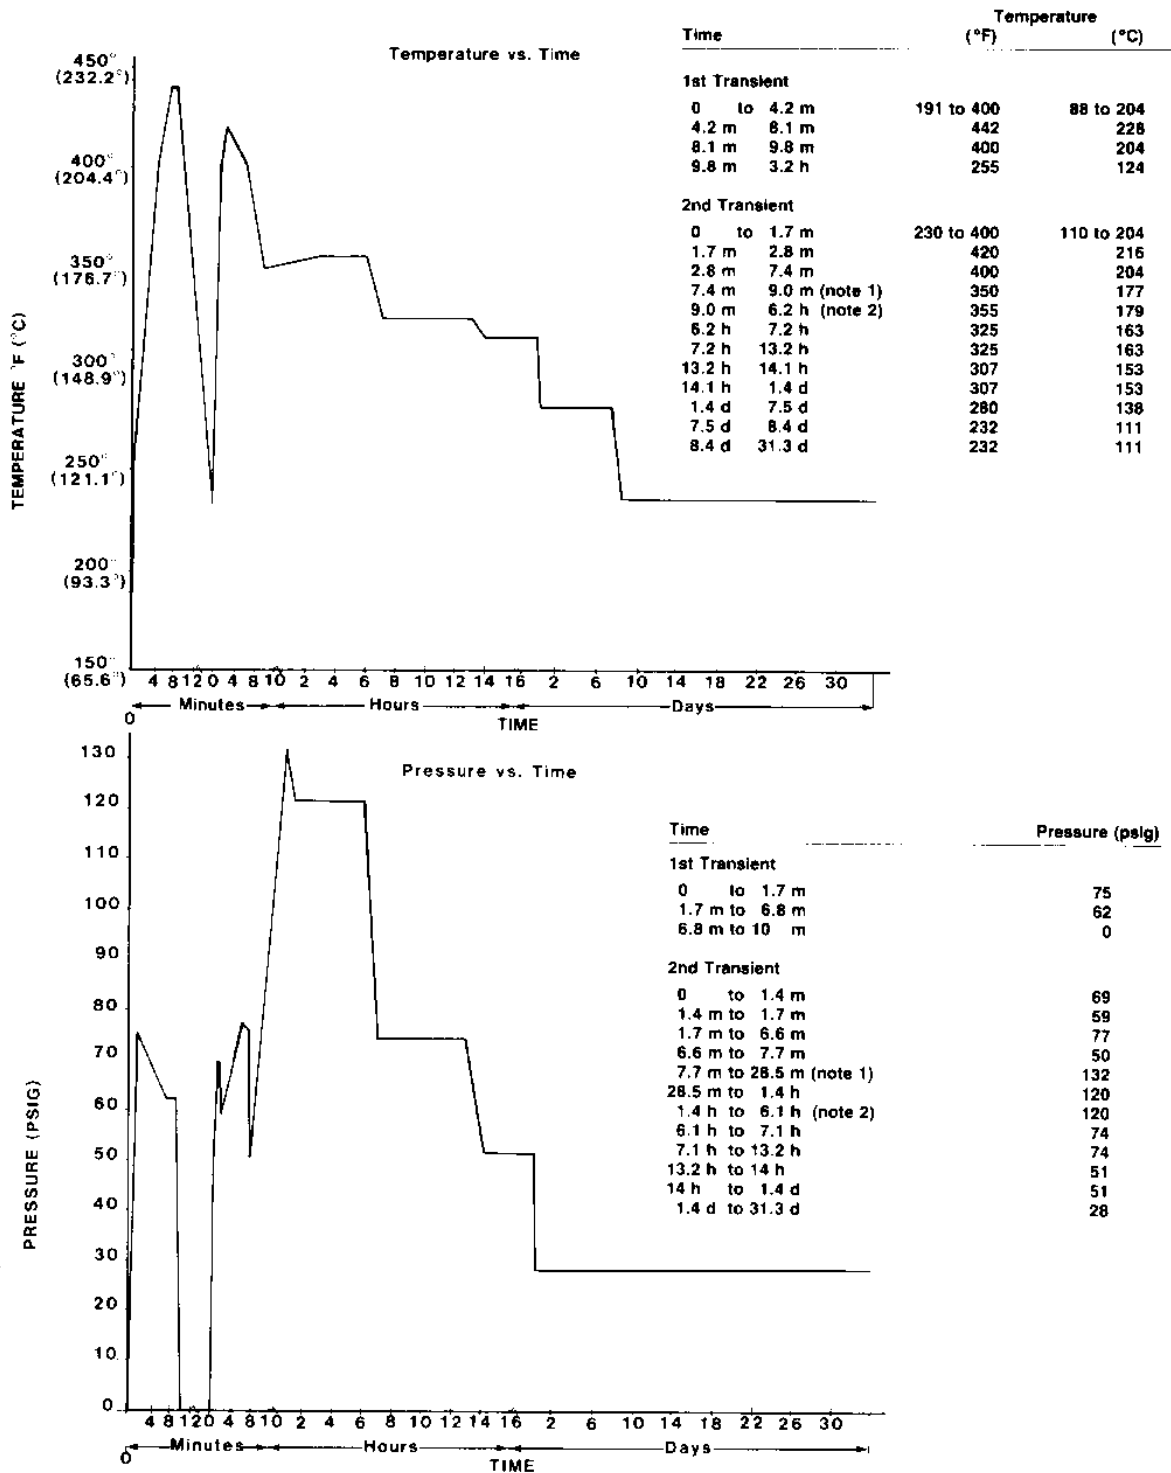 Temperature vs. Time
450°
(232.2°)
400°
(204.4°)
350°
(176.7°)
300°
(148.9°)
250°
(121.1°)
200°
(93.3°)
150°
(65.6°)
TEMPERATURE °F (°C)
4 8 12 0 4 8 10 0 2 4 6 8 10 12 14 16 2 6 10 14 18 22 26 30
0 Minutes Hours Days
TIME
Temperature
Time (°F) (°C)
1st Transient
0 to 4.2 m 191 to 400 88 to 204
4.2 m 8.1 m 442 228
8.1 m 9.8 m 400 204
9.8 m 3.2 h 255 124
2nd Transient
0 to 1.7 m 230 to 400 110 to 204
1.7 m 2.8 m 420 216
2.8 m 7.4 m 400 204
7.4 m 9.0 m (note 1) 350 177
9.0 m 6.2 h (note 2) 355 179
6.2 h 7.2 h 325 163
7.2 h 13.2 h 325 163
13.2 h 14.1 h 307 153
14.1 h 1.4 d 307 153
1.4 d 7.5 d 280 138
7.5 d 8.4 d 232 111
8.4 d 31.3 d 232 111
Pressure vs. Time
130
120
110
100
90
80
70
60
50
40
30
20
10
0
PRESSURE (PSIG)
4 8 12 0 4 8 10 0 2 4 6 8 10 12 14 16 2 6 10 14 18 22 26 30
0 Minutes Hours Days
TIME
Time Pressure (psig)
1st Transient
0 to 1.7 m 75
1.7 m to 6.8 m 62
6.8 m to 10 m 0
2nd Transient
0 to 1.4 m 69
1.4 m to 1.7 m 59
1.7 m to 6.6 m 77
6.6 m to 7.7 m 50
7.7 m to 28.5 m (note 1) 132
28.5 m to 1.4 h 120
1.4 h to 6.1 h (note 2) 120
6.1 h to 7.1 h 74
7.1 h to 13.2 h 74
13.2 h to 14 h 51
14 h to 1.4 d 51
1.4 d to 31.3 d 28